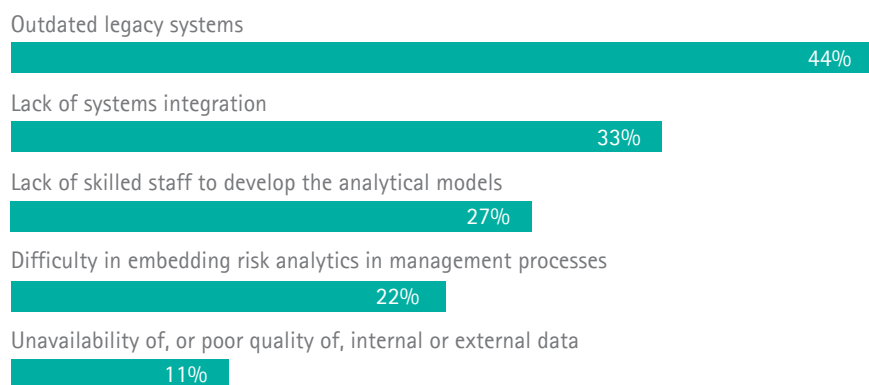 Outdated legacy systems
44%
Lack of systems integration
33%
Lack of skilled staff to develop the analytical models
27%
Difficulty in embedding risk analytics in management processes
22%
Unavailability of, or poor quality of, internal or external data
11%